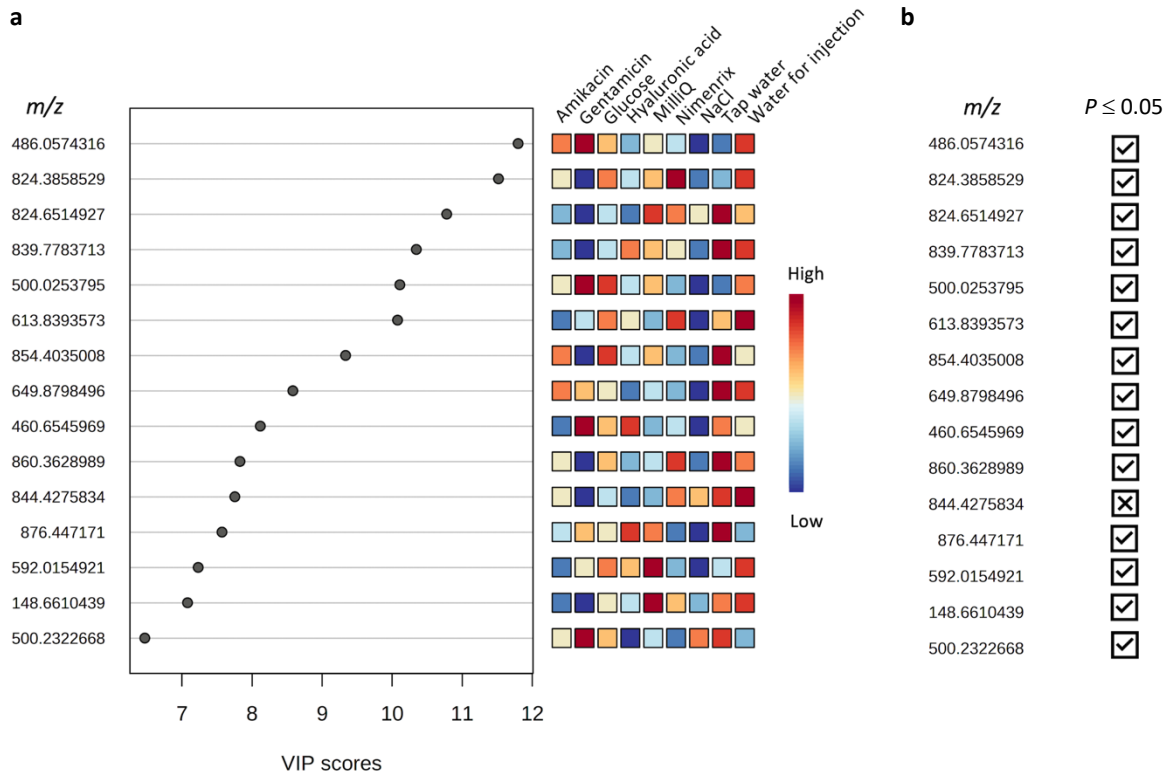 a
b
Amikacin
Gentamicin
Glucose
Hyaluronic acid
MilliQ
Nimenrix
NaCl
Tap water
Water for injection
m/z
486.0574316
824.3858529
824.6514927
839.7783713
500.0253795
613.8393573
854.4035008
649.8798496
460.6545969
860.3628989
844.4275834
876.447171
592.0154921
148.6610439
500.2322668
7 8 9 10 11 12
VIP scores
High
Low
m/z P ≤ 0.05
486.0574316
824.3858529
824.6514927
839.7783713
500.0253795
613.8393573
854.4035008
649.8798496
460.6545969
860.3628989
844.4275834
876.447171
592.0154921
148.6610439
500.2322668